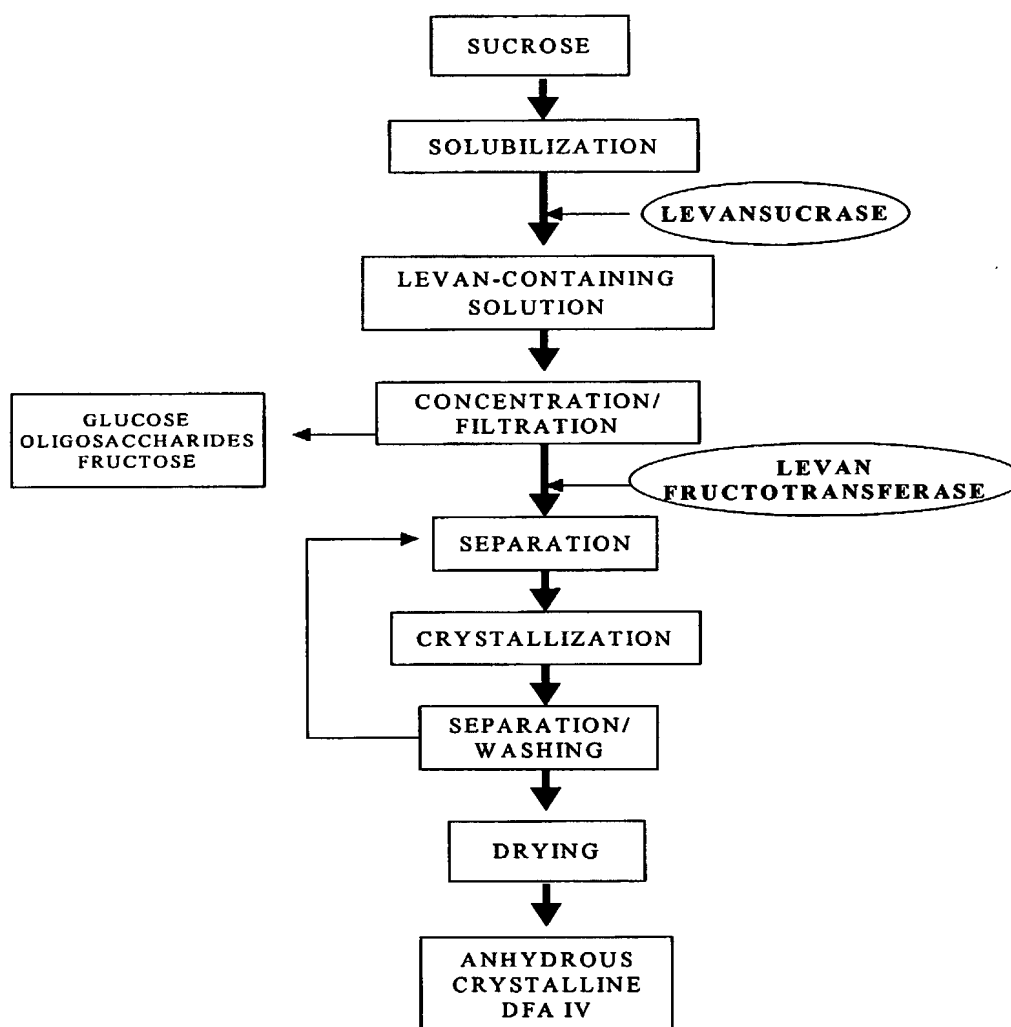 SUCROSE
SOLUBILIZATION
LEVANSUCRASE
LEVAN-CONTAINING
SOLUTION
CONCENTRATION/
FILTRATION
GLUCOSE
OLIGOSACCHARIDES
FRUCTOSE
LEVAN
FRUCTOTRANSFERASE
SEPARATION
CRYSTALLIZATION
SEPARATION/
WASHING
DRYING
ANHYDROUS
CRYSTALLINE
DFA IV